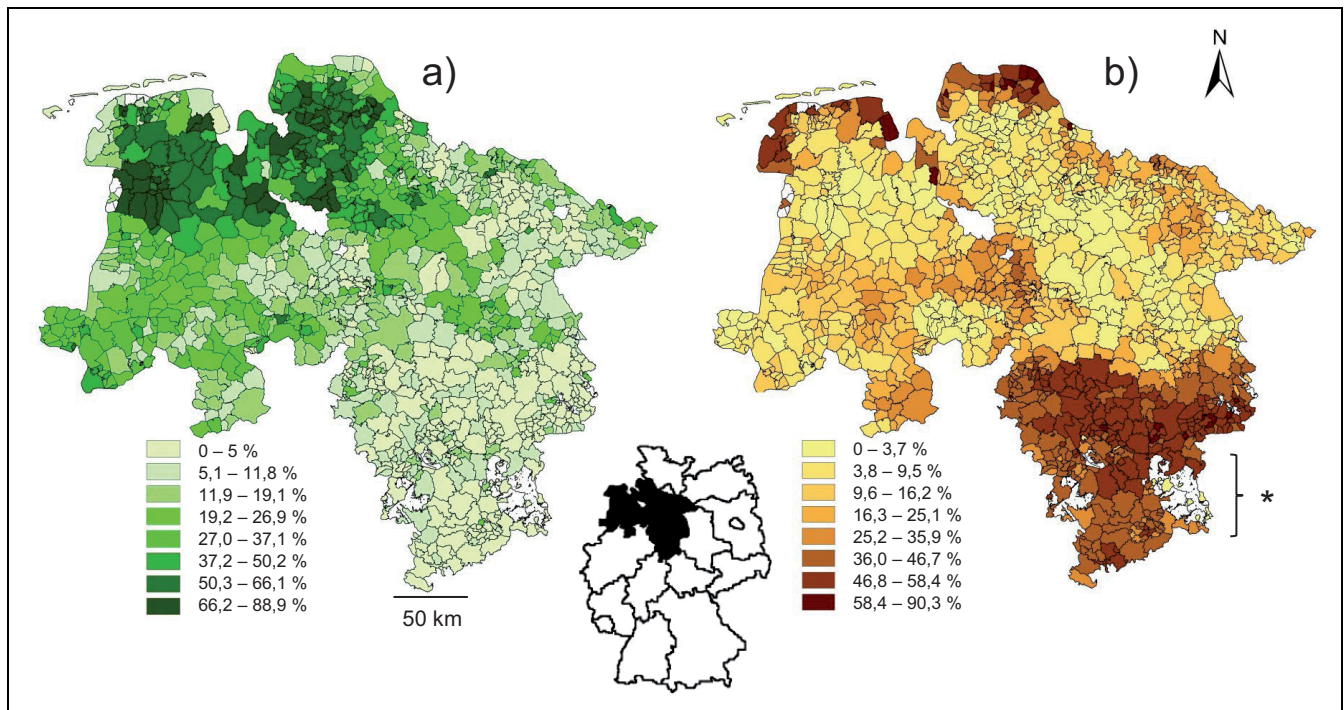 a)
b)
N
0 – 5 %
5,1 – 11,8 %
11,9 – 19,1 %
19,2 – 26,9 %
27,0 – 37,1 %
37,2 – 50,2 %
50,3 – 66,1 %
66,2 – 88,9 %
50 km
0 – 3,7 %
3,8 – 9,5 %
9,6 – 16,2 %
16,3 – 25,1 %
25,2 – 35,9 %
36,0 – 46,7 %
46,8 – 58,4 %
58,4 – 90,3 %
*